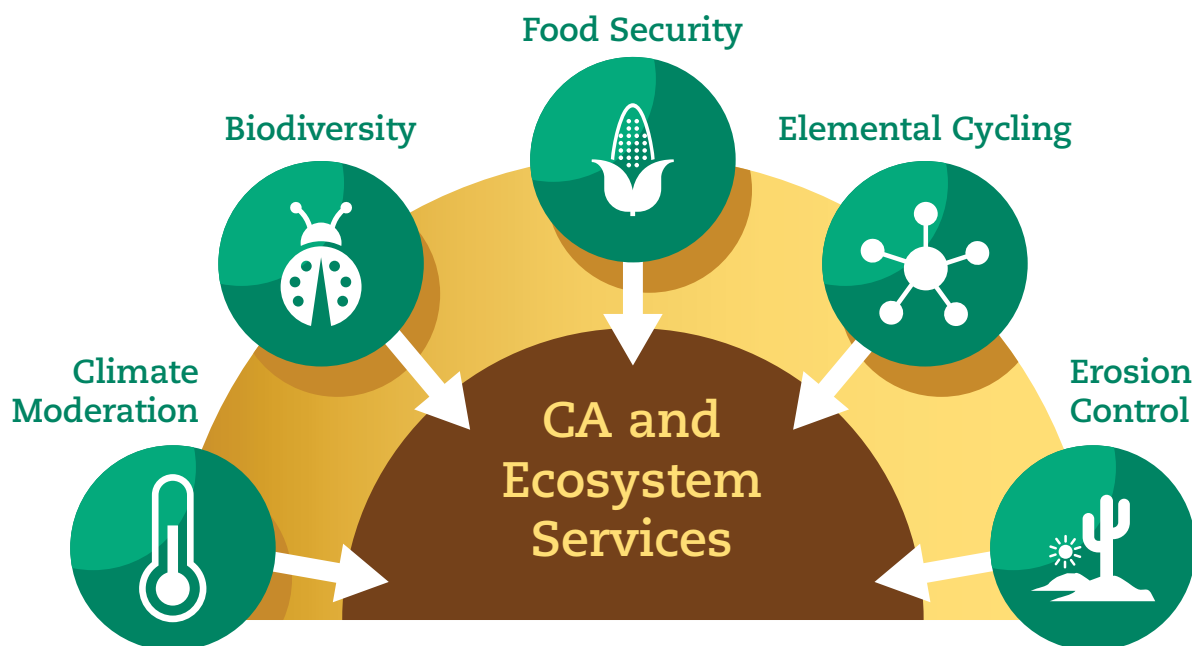 Food Security
Biodiversity
Elemental Cycling
Climate
Moderation
Erosion
Control
CA and
Ecosystem
Services